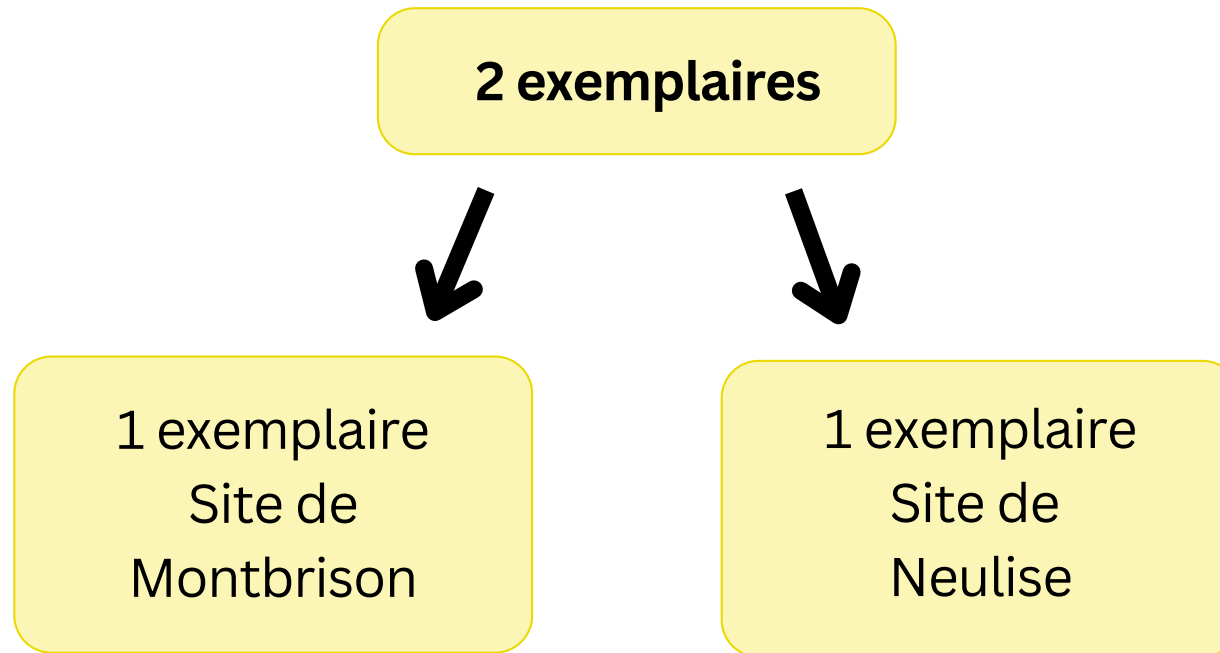 2 exemplaires
1 exemplaire
Site de
Montbrison
1 exemplaire
Site de
Neulise